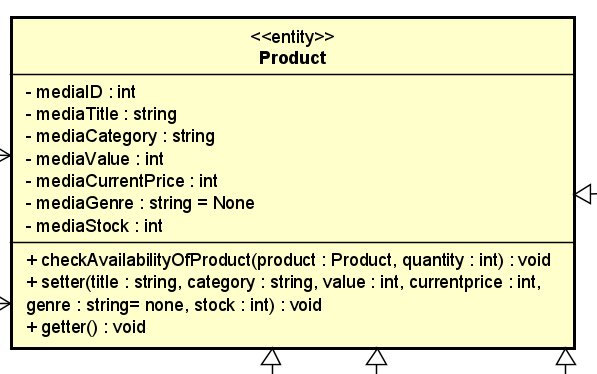 <<entity>>
Product
- mediaID : int
- mediaTitle : string
- mediaCategory : string
- mediaValue : int
- mediaCurrentPrice : int
- mediaGenre : string = None
- mediaStock : int
+ checkAvailabilityOfProduct(product : Product, quantity : int) : void
+ setter(title : string, category : string, value : int, currentprice : int,
genre : string= none, stock : int) : void
+ getter() : void